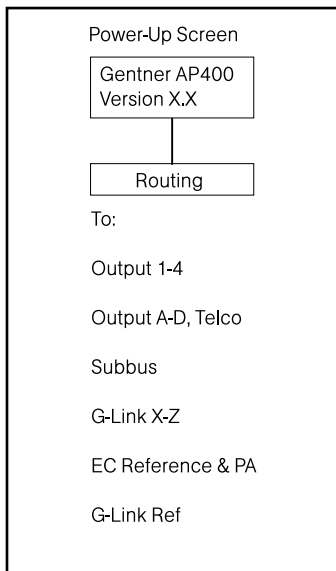 Power-Up Screen
Gentner AP400
Version X.X
Routing
To:
Output 1-4
Output A-D, Telco
Subbus
G-Link X-Z
EC Reference & PA
G-Link Ref